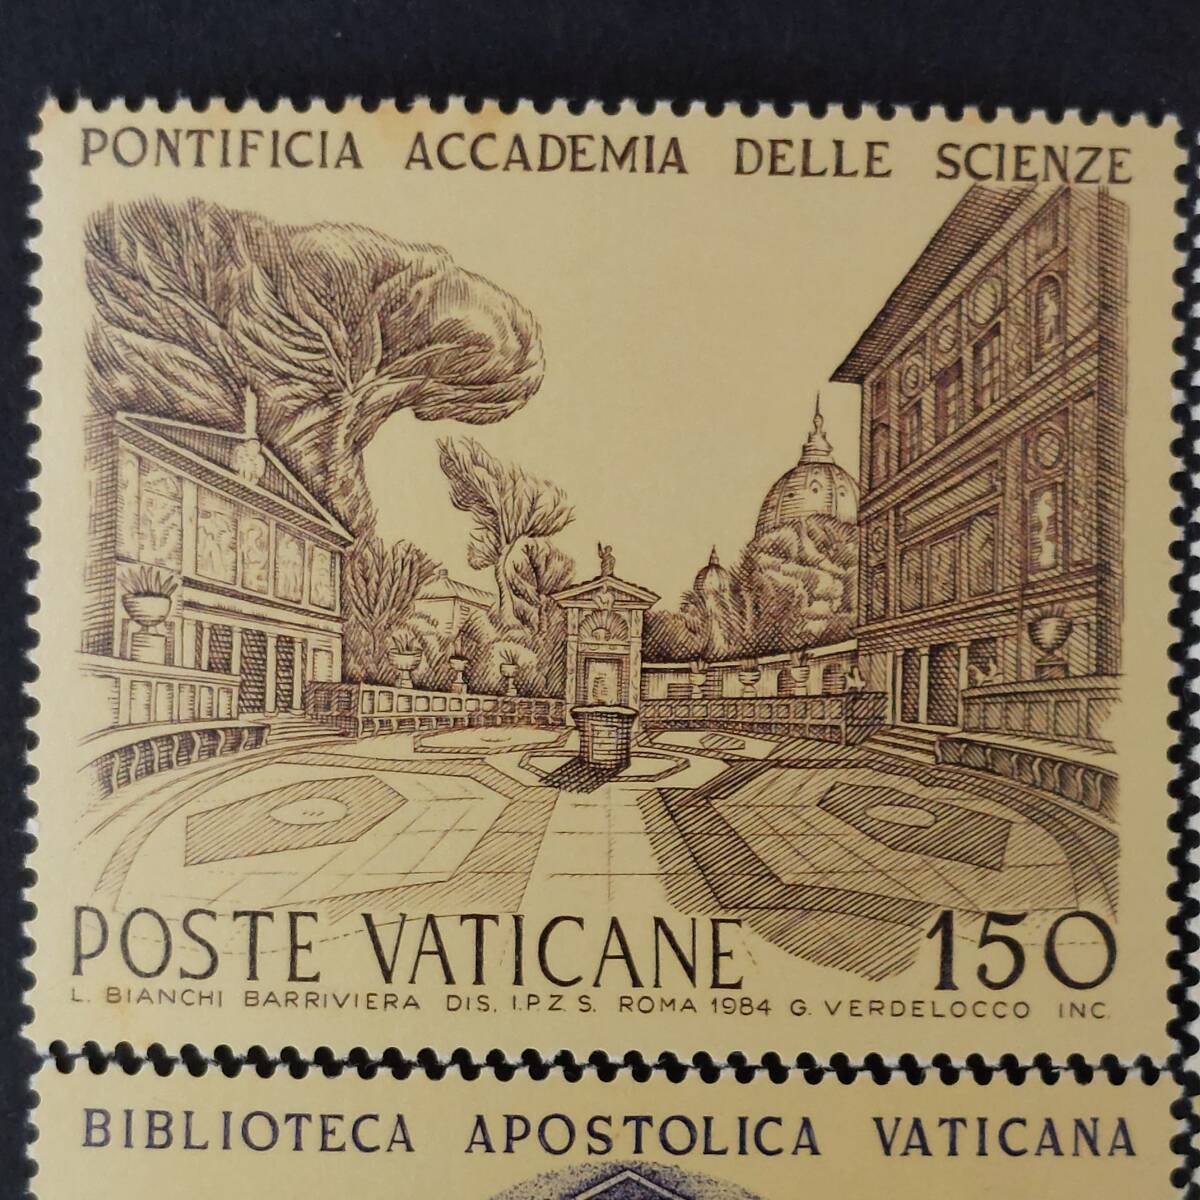 PONTIFICIA ACCADEMIA DELLE SCIENZE
POSTE VATICANE 150
L. BIANCHI BARRIVIERA DIS. I.P.Z.S. ROMA 1984 G. VERDELOCCO INC.
BIBLIOTECA APOSTOLICA VATICANA